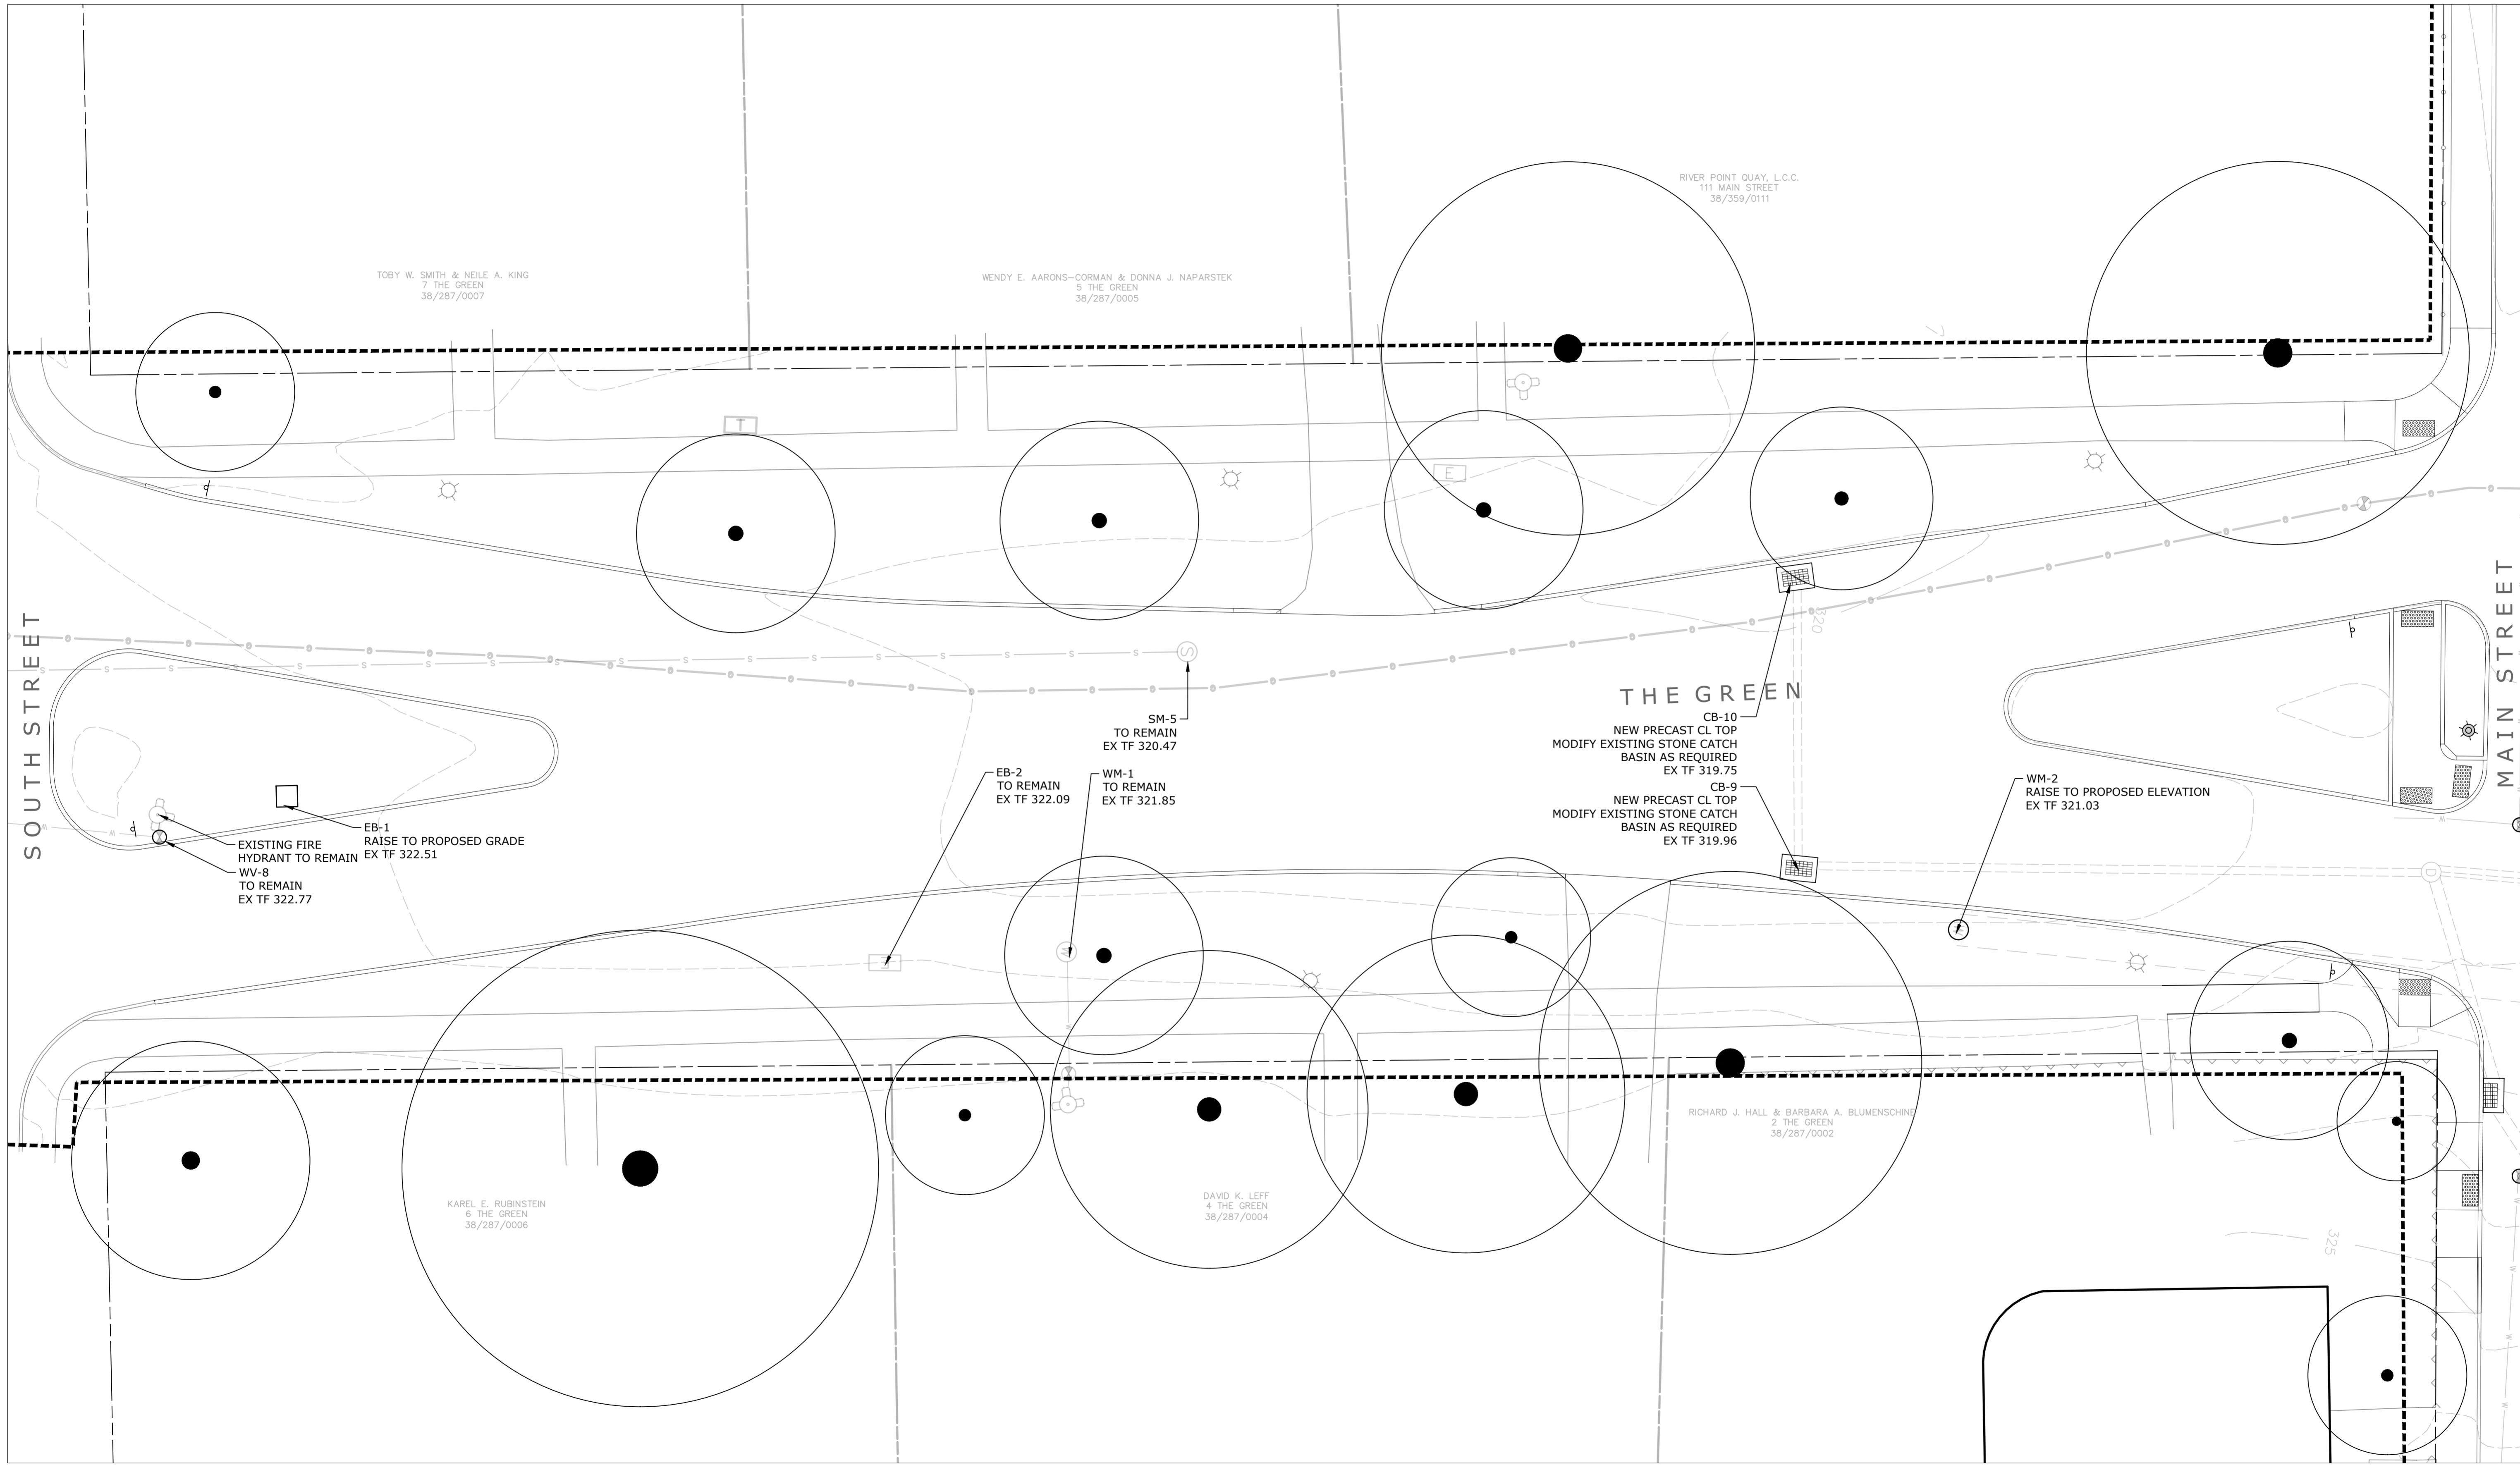 RIVER POINT QUAY, L.C.C.
111 MAIN STREET
38/359/0111
TOBY W. SMITH & NEILE A. KING
7 THE GREEN
38/287/0007
WENDY E. AARONS-CORMAN & DONNA J. NAPARSTEK
5 THE GREEN
38/287/0005
T
E
320
SOUTH STREET
MAIN STREET
S S S S S S S S S S S S S S S S S
S
THE GREEN
SM-5
TO REMAIN
EX TF 320.47
CB-10
NEW PRECAST CL TOP
MODIFY EXISTING STONE CATCH
BASIN AS REQUIRED
EX TF 319.75
EB-2
TO REMAIN
EX TF 322.09
WM-1
TO REMAIN
EX TF 321.85
CB-9
NEW PRECAST CL TOP
MODIFY EXISTING STONE CATCH
BASIN AS REQUIRED
EX TF 319.96
WM-2
RAISE TO PROPOSED ELEVATION
EX TF 321.03
EB-1
RAISE TO PROPOSED GRADE
EX TF 322.51
EXISTING FIRE
HYDRANT TO REMAIN
WV-8
TO REMAIN
EX TF 322.77
D
RICHARD J. HALL & BARBARA A. BLUMENSCHINE
2 THE GREEN
38/287/0002
KAREL E. RUBINSTEIN
6 THE GREEN
38/287/0006
DAVID K. LEFF
4 THE GREEN
38/287/0004
325